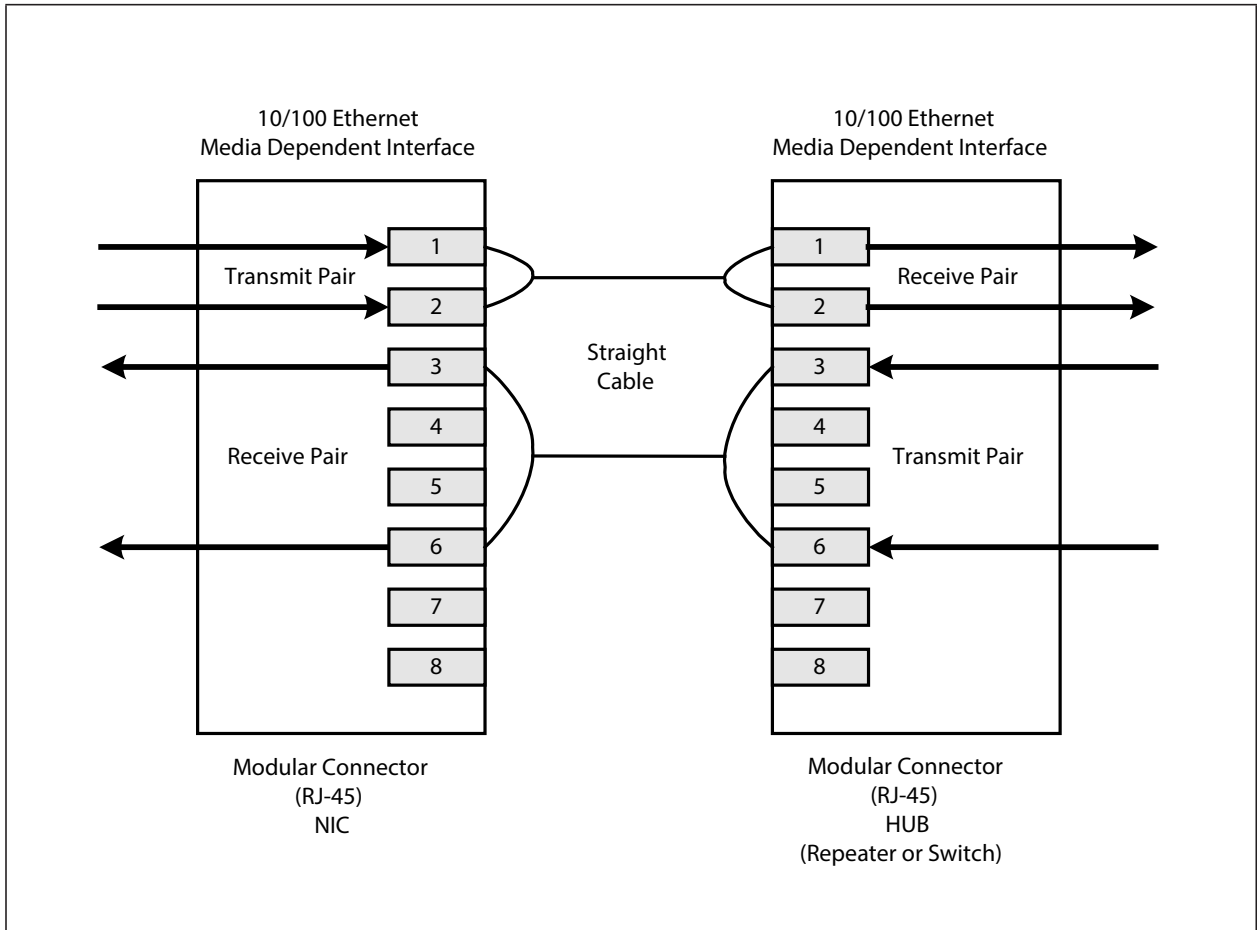 10/100 Ethernet
Media Dependent Interface
10/100 Ethernet
Media Dependent Interface
1
2
3
4
5
6
7
8
Transmit Pair
Receive Pair
Straight
Cable
1
2
3
4
5
6
7
8
Receive Pair
Transmit Pair
Modular Connector
(RJ-45)
NIC
Modular Connector
(RJ-45)
HUB
(Repeater or Switch)